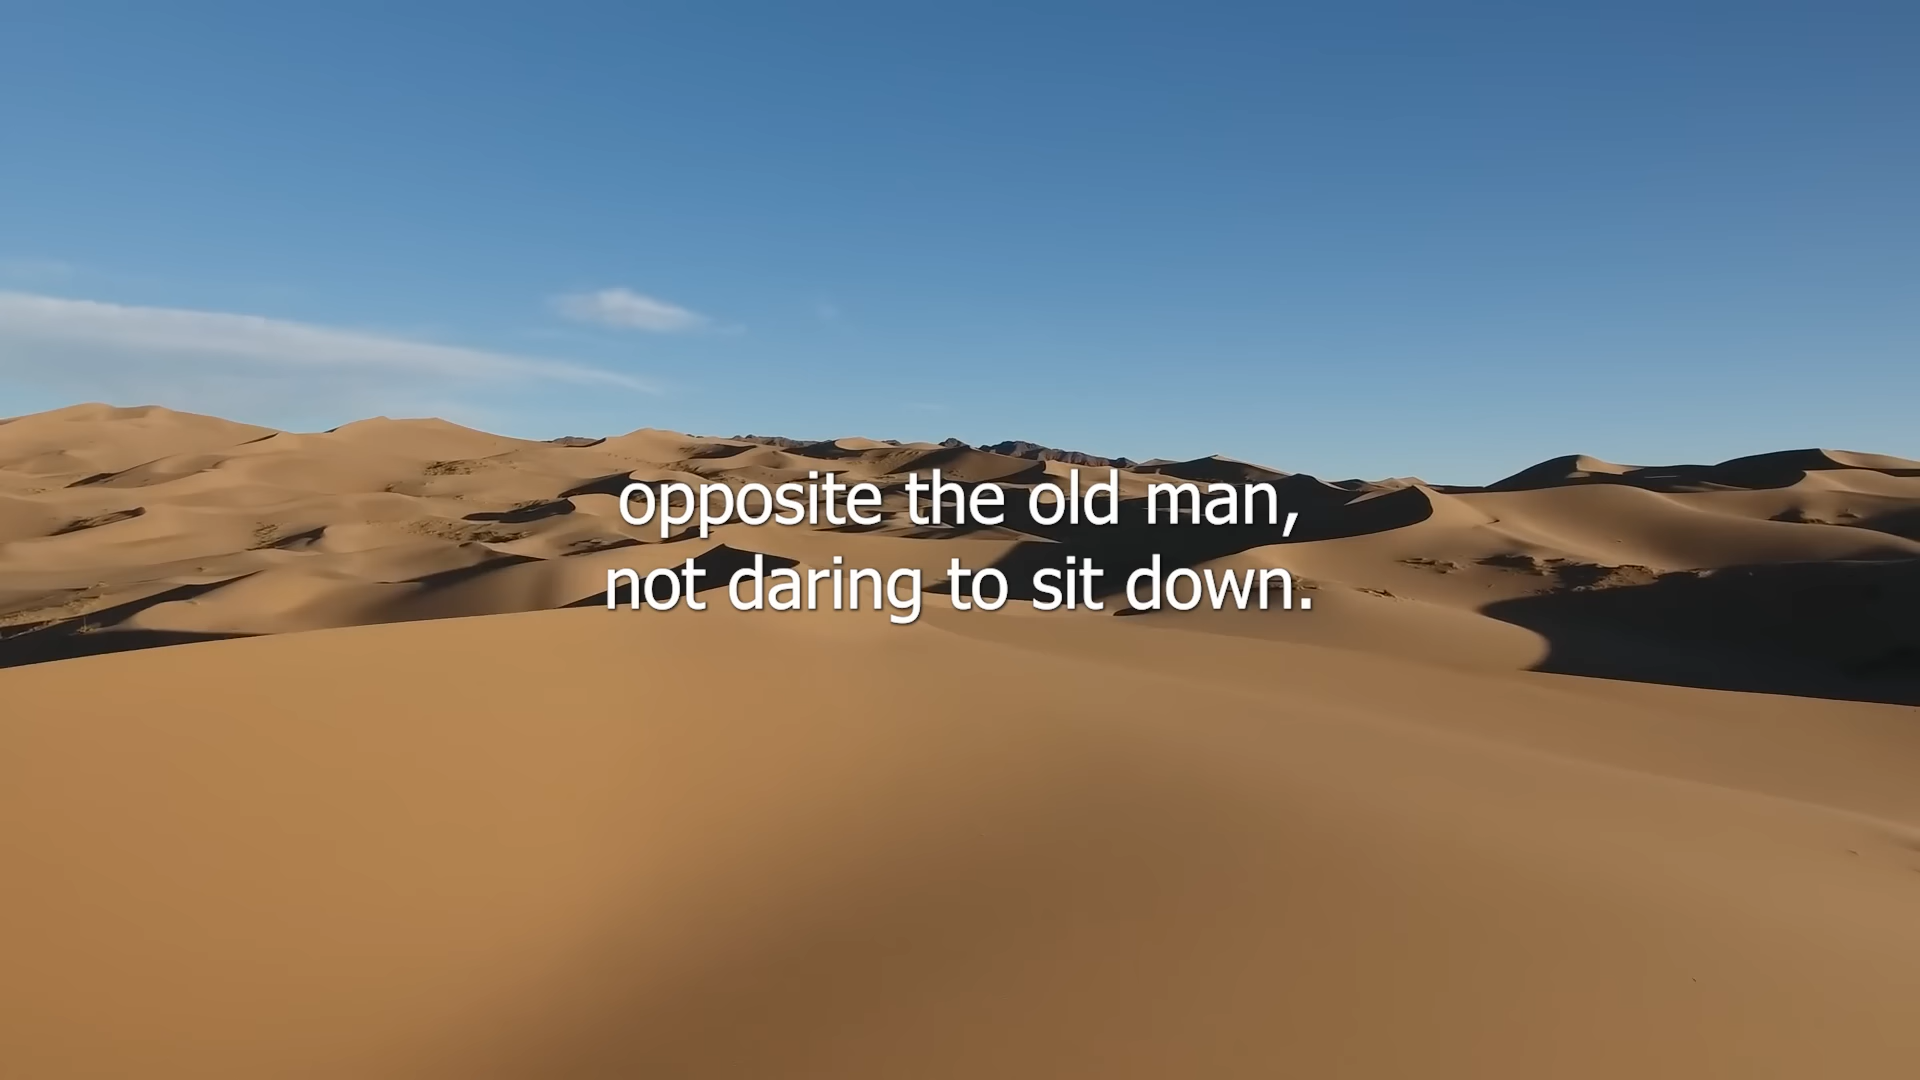 opposite the old man,
not daring to sit down.